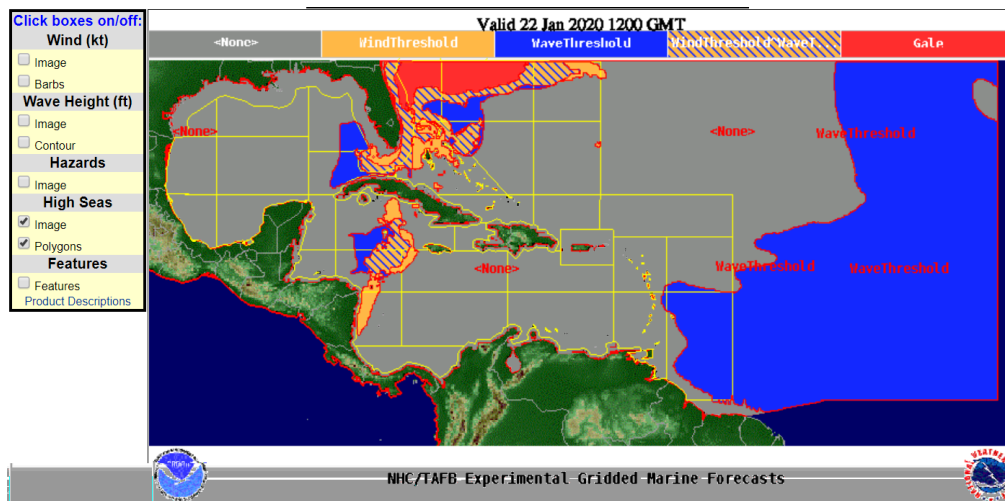 Click boxes on/off:
Wind (kt)
Image
Barbs
Wave Height (ft)
Image
Contour
Hazards
Image
High Seas
Image
Polygons
Features
Features
Product Descriptions
Valid 22 Jan 2020 1200 GMT
<None> WindThreshold WaveThreshold WindThreshold^WaveT Gale
<None> <None> WaveThreshold
<None> WaveThreshold WaveThreshold
NHC/TAFB Experimental Gridded Marine Forecasts